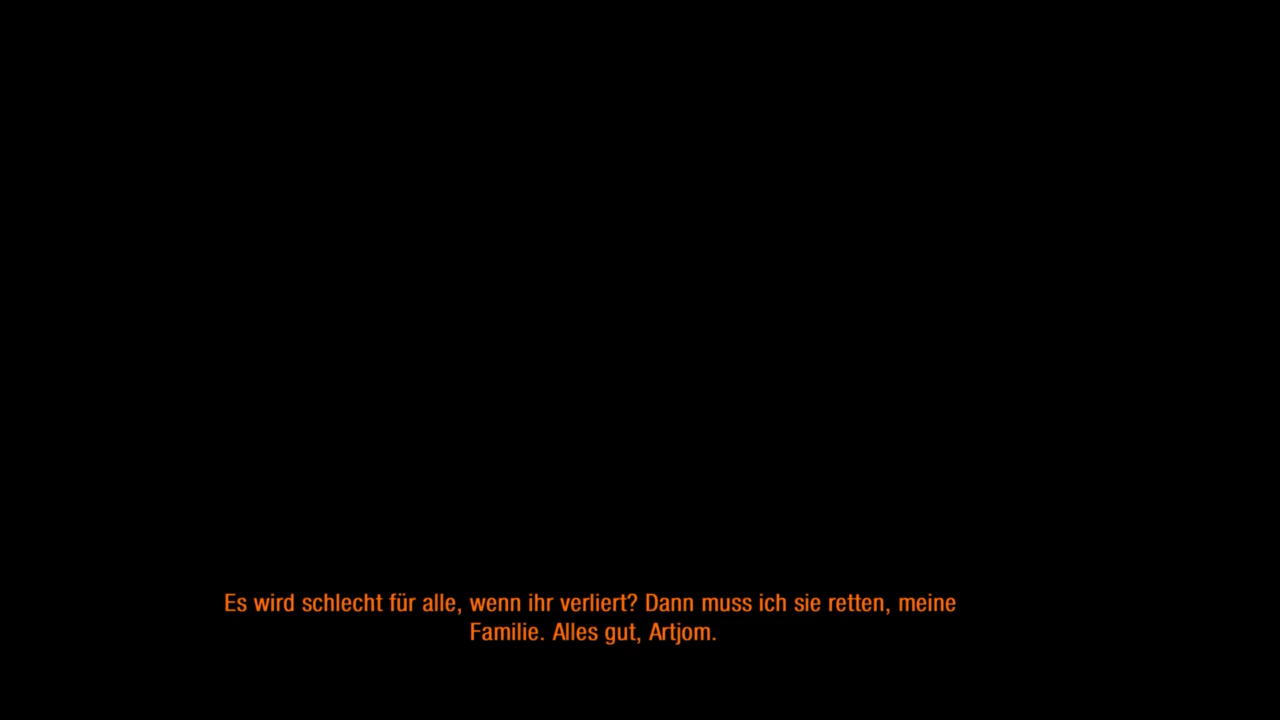 Es wird schlecht für alle, wenn ihr verliert? Dann muss ich sie retten, meine
Familie. Alles gut, Artjom.